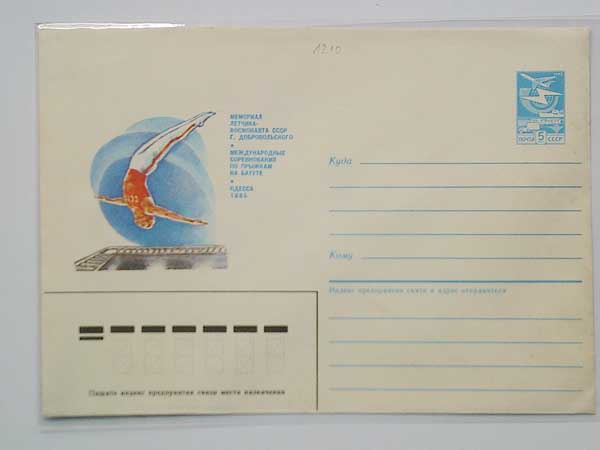 1210
МЕМОРИАЛ
ЛЕТЧИКА-
КОСМОНАВТА СССР
Г. ДОБРОВОЛЬСКОГО
МЕЖДУНАРОДНЫЕ
СОРЕВНОВАНИЯ
ПО ПРЫЖКАМ
НА БАТУТЕ
ОДЕССА
1985
ПОЧТА 5 К СССР
Куда
Кому
Индекс предприятия связи и адрес отправителя
Пишите индекс предприятия связи места назначения